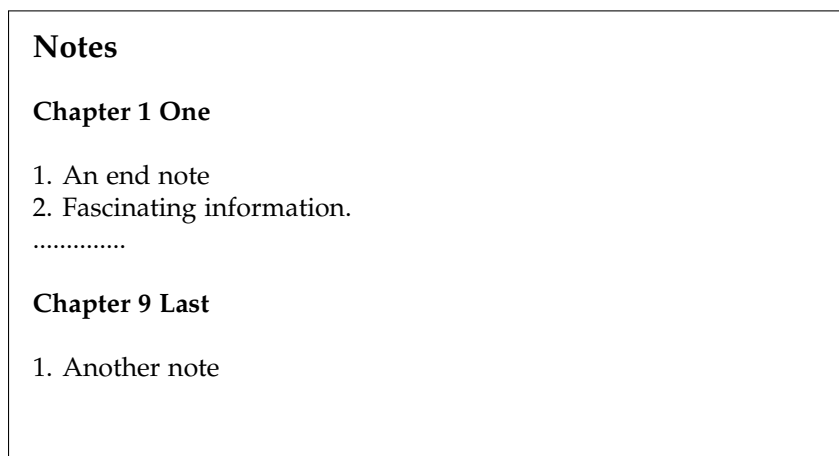 Notes
Chapter 1 One
1. An end note
2. Fascinating information.
..............
Chapter 9 Last
1. Another note